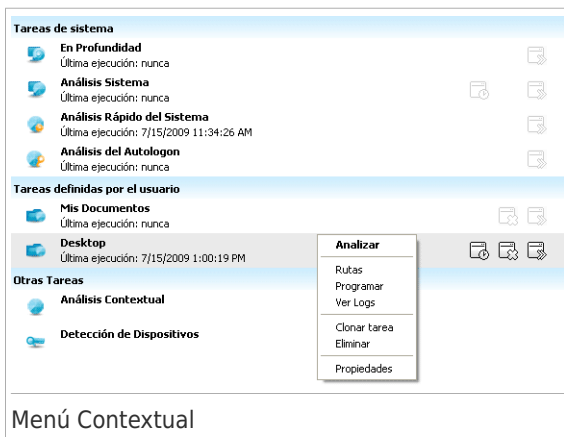 Tareas de sistema
En Profundidad
Última ejecución: nunca
Análisis Sistema
Última ejecución: nunca
Análisis Rápido del Sistema
Última ejecución: 7/15/2009 11:34:26 AM
Análisis del Autologon
Última ejecución: nunca
Tareas definidas por el usuario
Mis Documentos
Última ejecución: nunca
Desktop
Última ejecución: 7/15/2009 1:00:19 PM
Analizar
Rutas
Programar
Ver Logs
Clonar tarea
Eliminar
Propiedades
Otras Tareas
Análisis Contextual
Detección de Dispositivos
Menú Contextual